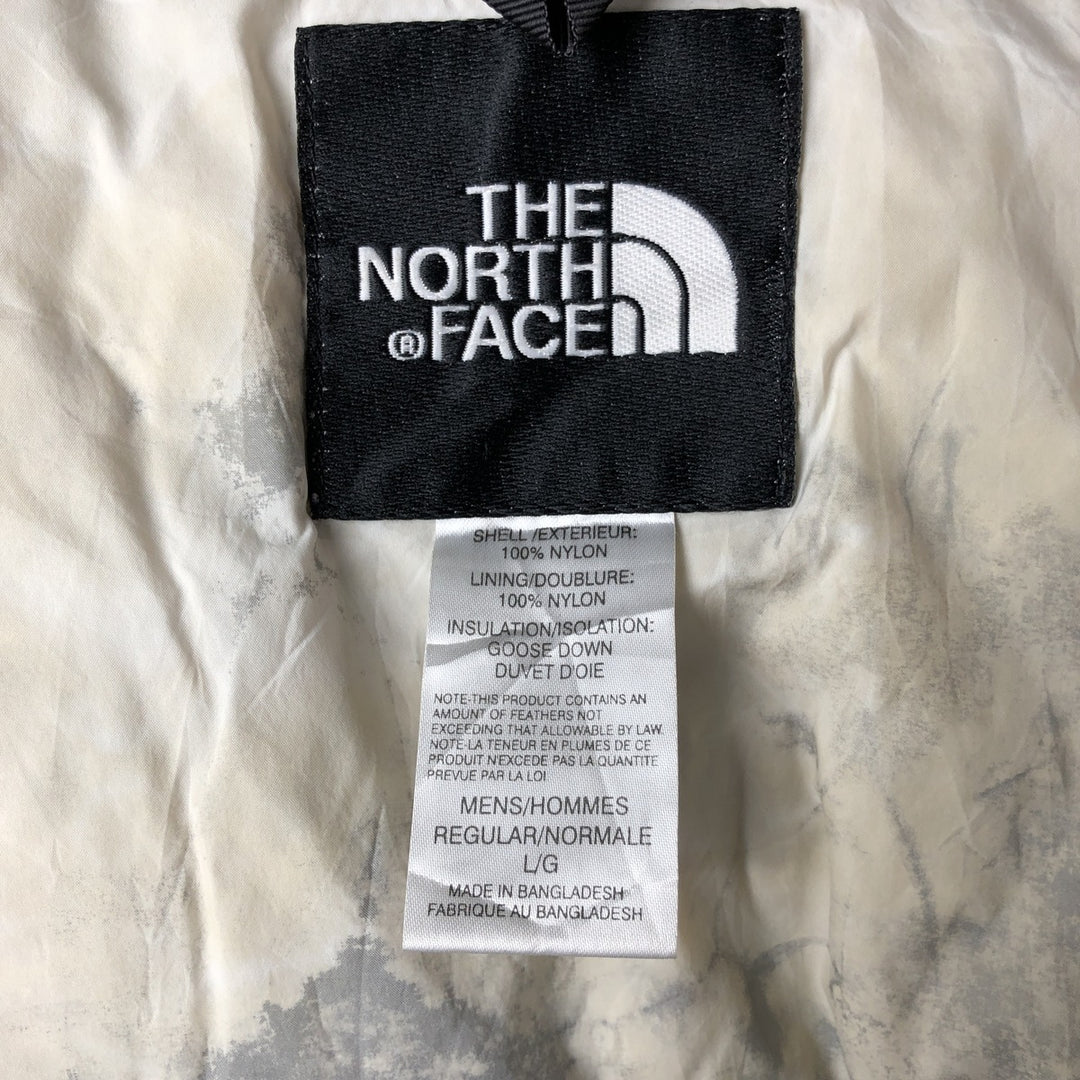 THE
NORTH
® FACE
SHELL /EXTERIEUR:
100% NYLON
LINING/DOUBLURE:
100% NYLON
INSULATION/ISOLATION:
GOOSE DOWN
DUVET D'OIE
NOTE-THIS PRODUCT CONTAINS AN
AMOUNT OF FEATHERS NOT
EXCEEDING THAT ALLOWABLE BY LAW
NOTE-LA TENEUR EN PLUMES DE CE
PRODUIT N'EXCEDE PAS LA QUANTITE
PREVUE PAR LA LOI
MENS/HOMMES
REGULAR/NORMALE
L/G
MADE IN BANGLADESH
FABRIQUE AU BANGLADESH